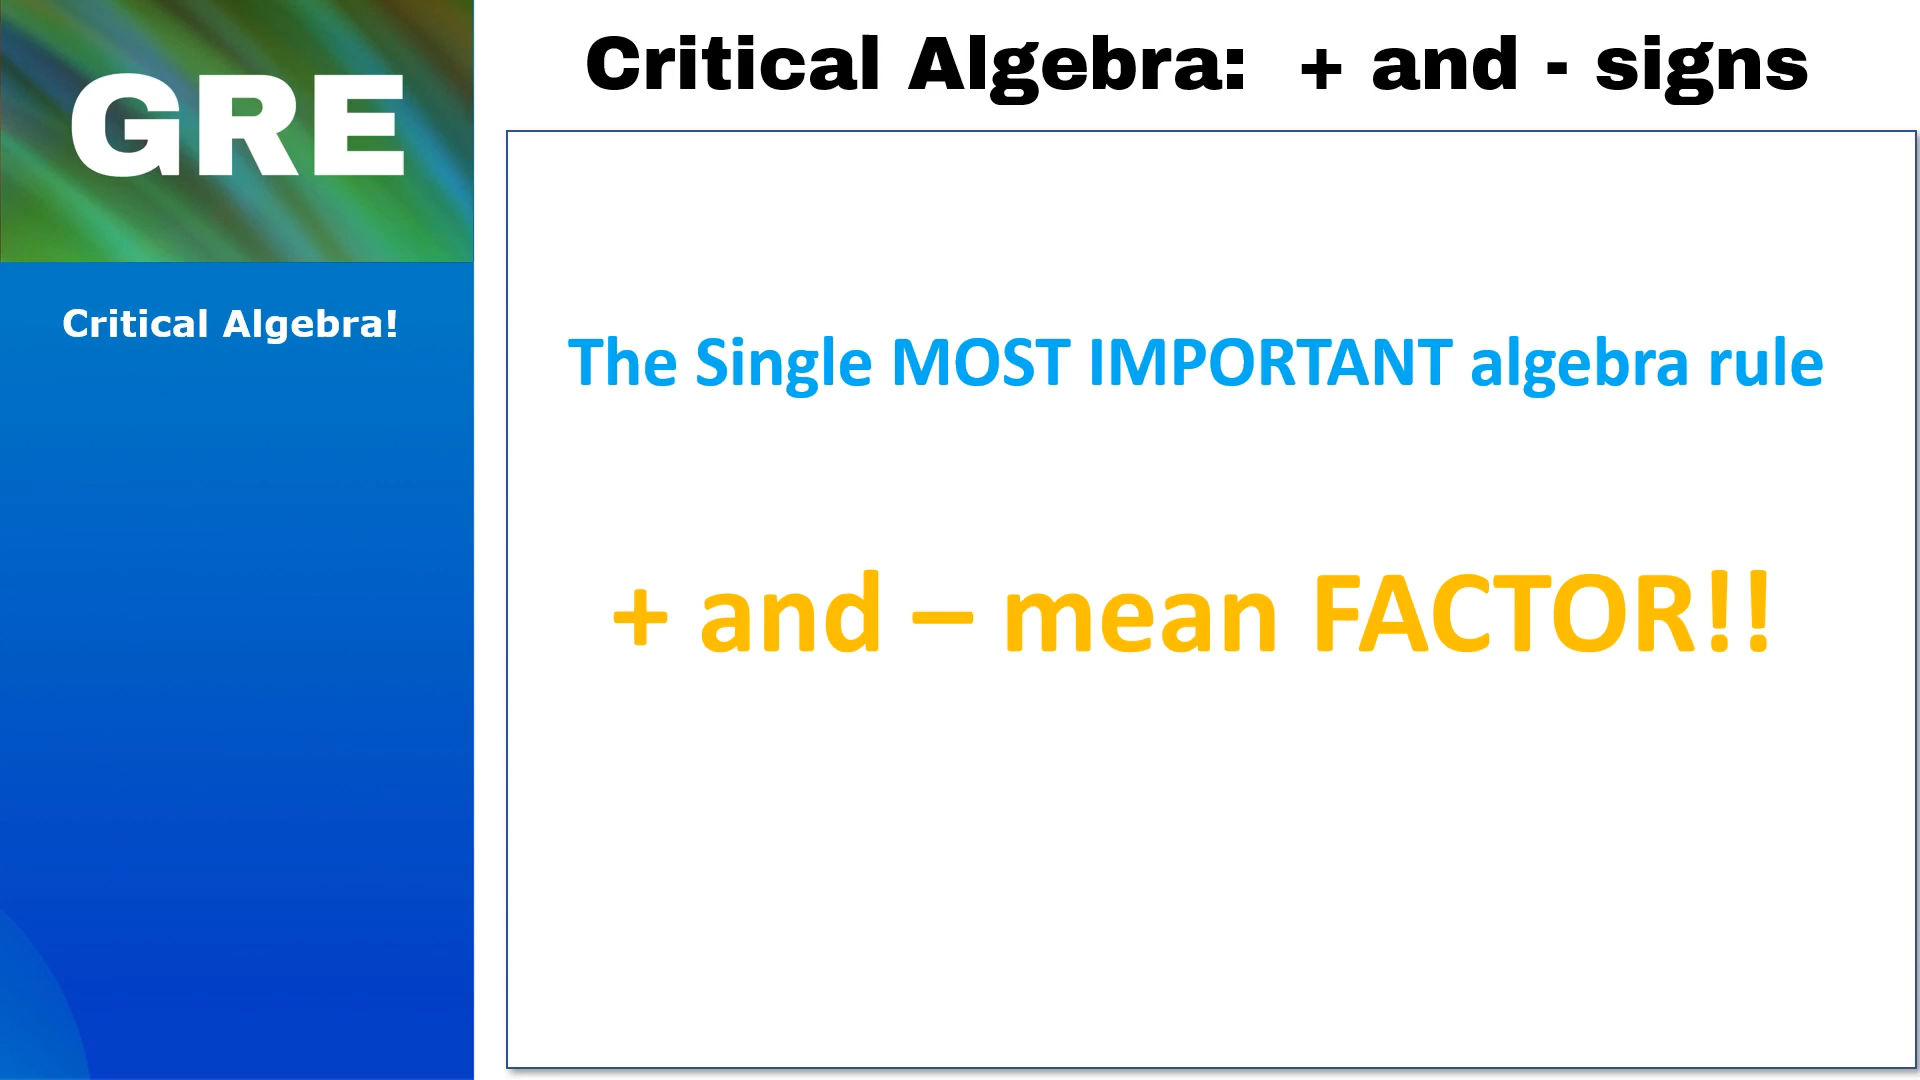 GRE
Critical Algebra!
Critical Algebra:  + and - signs
The Single MOST IMPORTANT algebra rule
+ and – mean FACTOR!!